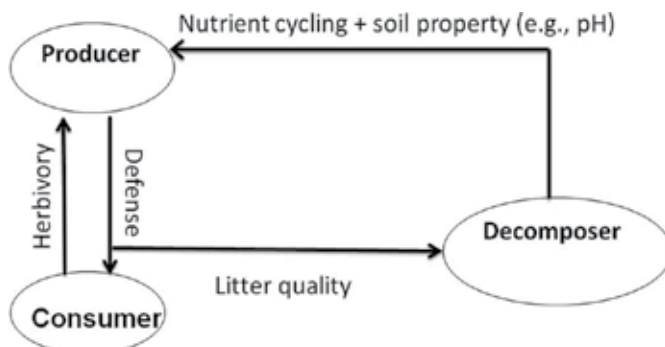 Nutrient cycling + soil property (e.g., pH)
Producer
Herbivory
Defense
Decomposer
Litter quality
Consumer